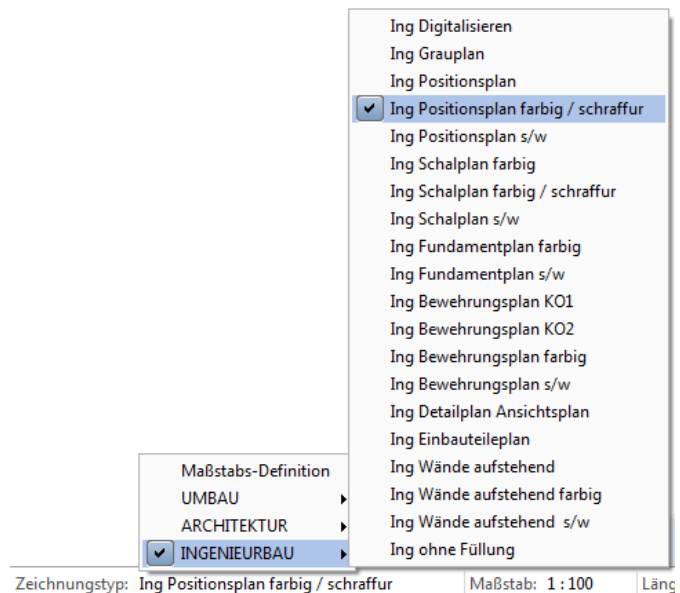 Ing Digitalisieren
Ing Grauplan
Ing Positionsplan
Ing Positionsplan farbig / schraffur
Ing Positionsplan s/w
Ing Schalplan farbig
Ing Schalplan farbig / schraffur
Ing Schalplan s/w
Ing Fundamentplan farbig
Ing Fundamentplan s/w
Ing Bewehrungsplan KO1
Ing Bewehrungsplan KO2
Ing Bewehrungsplan farbig
Ing Bewehrungsplan s/w
Ing Detailplan Ansichtsplan
Ing Einbauteileplan
Ing Wände aufstehend
Ing Wände aufstehend farbig
Ing Wände aufstehend s/w
Ing ohne Füllung
Maßstabs-Definition
UMBAU
ARCHITEKTUR
INGENIEURBAU
Zeichnungstyp: Ing Positionsplan farbig / schraffur Maßstab: 1:100 Läng